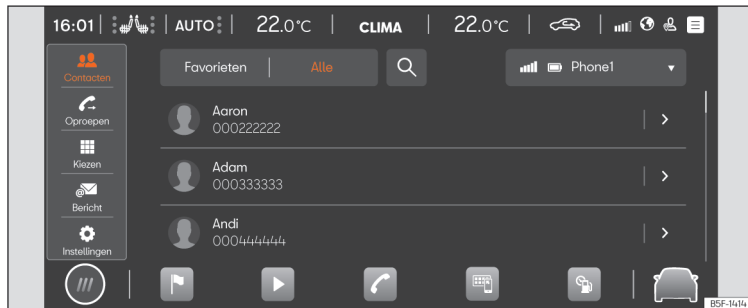 16:01 AUTO 22.0°C CLIMA 22.0°C
Contacten
Favorieten Alle
Phone1
Oproepen
Aaron
000222222
Kiezen
Adam
000333333
Bericht
Andi
000444444
Instellingen
B5F-1414